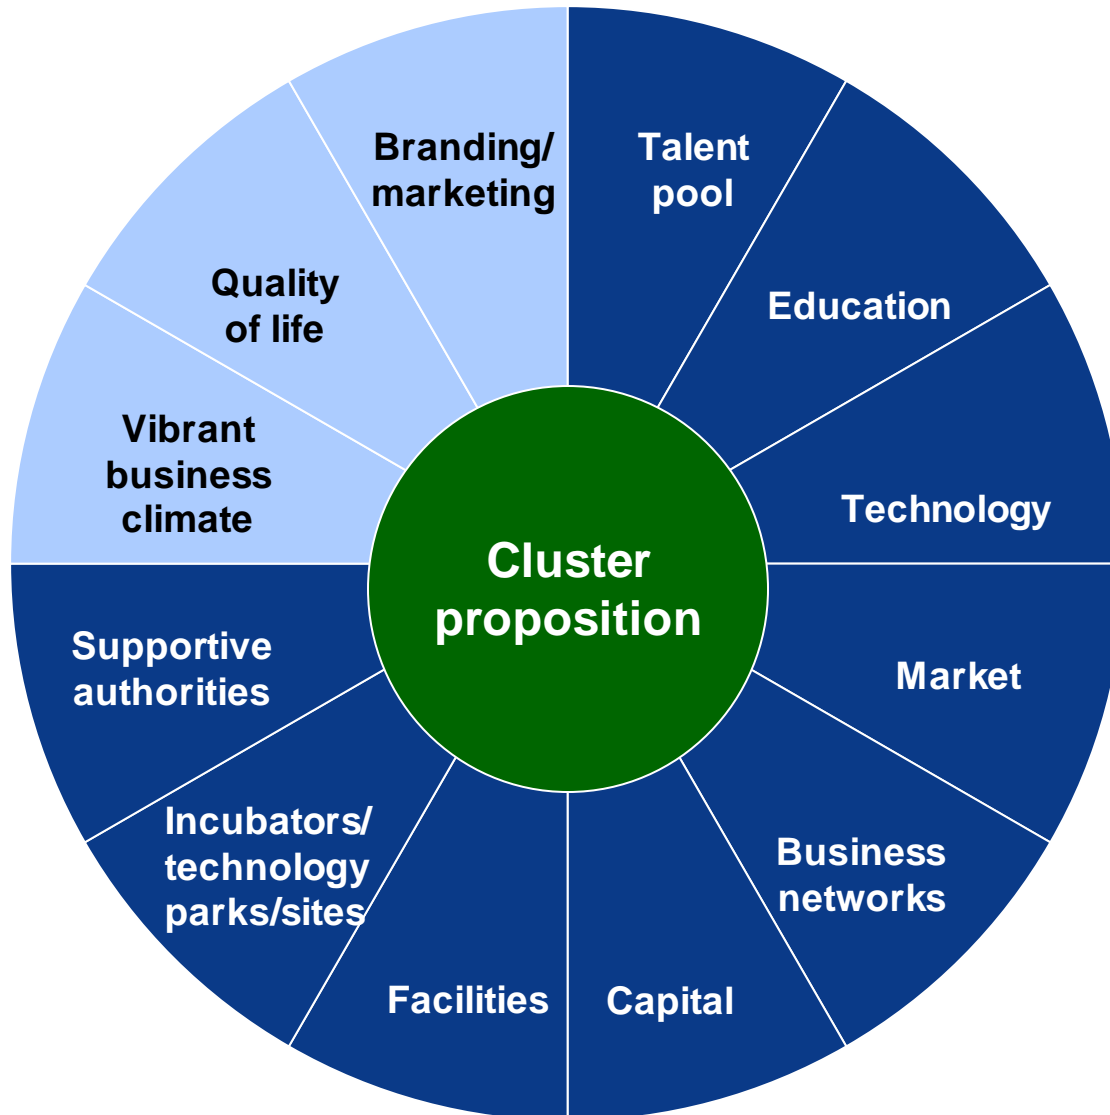 Branding/
marketing
Talent
pool
Quality
of life
Education
Vibrant
business
climate
Technology
Cluster
proposition
Supportive
authorities
Market
Incubators/
technology
parks/sites
Business
networks
Facilities
Capital